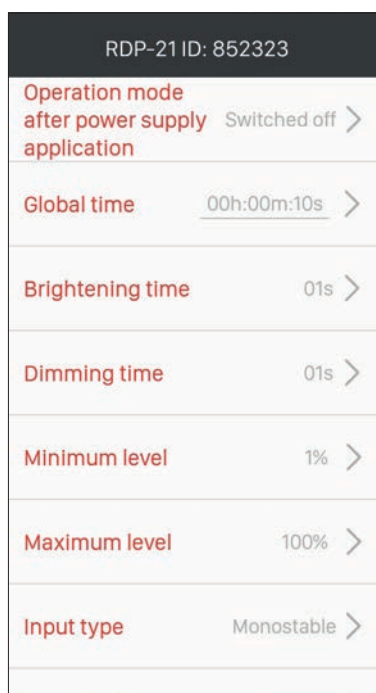 RDP-21 ID: 852323
Operation mode
after power supply Switched off
application
Global time 00h:00m:10s
Brightening time 01s
Dimming time 01s
Minimum level 1%
Maximum level 100%
Input type Monostable